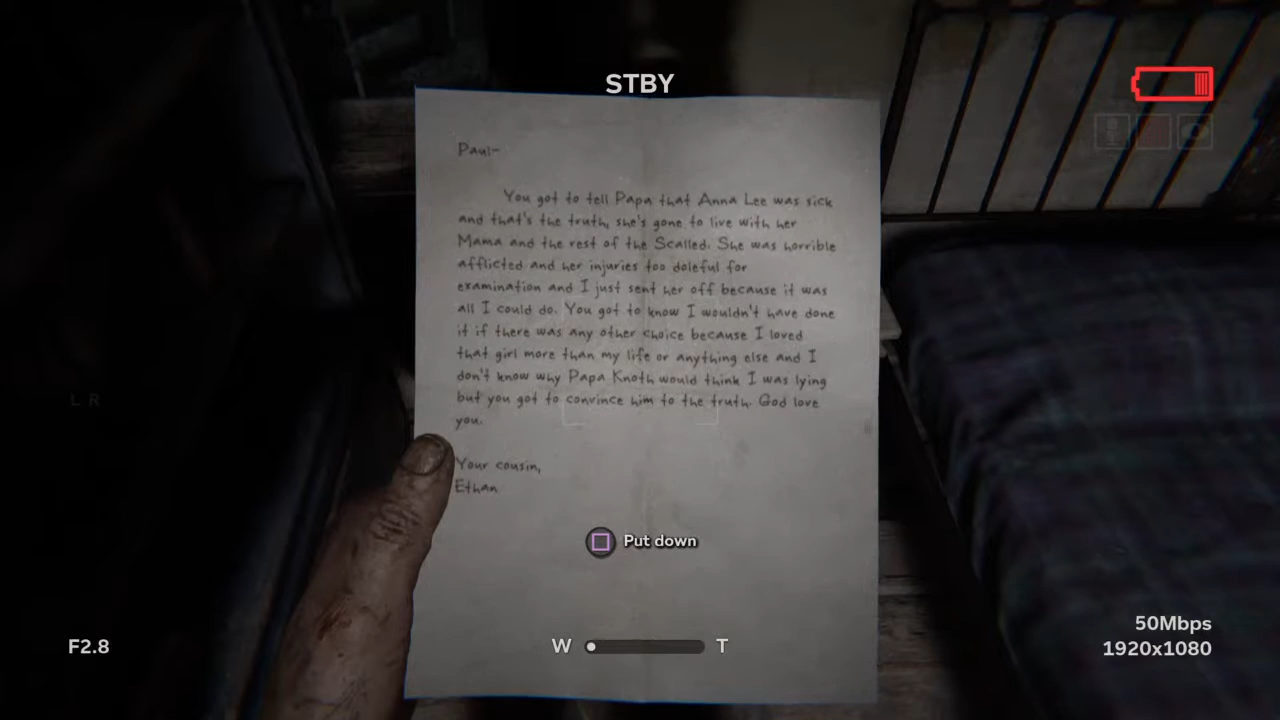 STBY
Paul-
You got to tell Papa that Anna Lee was sick
and that's the truth, she's gone to live with her
Mama and the rest of the Scalled. She was horrible
afflicted and her injuries too doleful for
examination and I just sent her off because it was
all I could do. You got to know I wouldn't have done
it if there was any other choice because I loved
that girl more than my life or anything else and I
don't know why Papa Knoth would think I was lying
but you got to convince him to the truth. God love
you.
Your cousin,
Ethan
L R
Put down
F2.8
W T
50Mbps
1920x1080